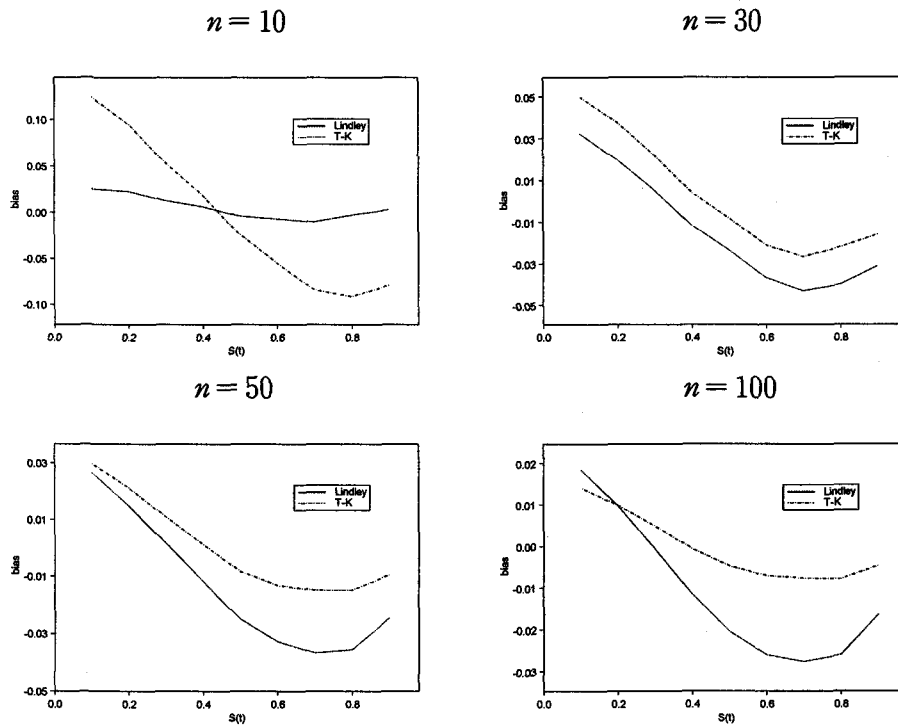 n = 10
bias
0.10
0.05
0.00
-0.05
-0.10
Lindley
T-K
0.0 0.2 0.4 0.6 0.8
S(t)
n = 30
bias
0.05
0.03
0.01
-0.01
-0.03
-0.05
Lindley
T-K
0.0 0.2 0.4 0.6 0.8
S(t)
n = 50
bias
0.03
0.01
-0.01
-0.03
-0.05
Lindley
T-K
0.0 0.2 0.4 0.6 0.8
S(t)
n = 100
bias
0.02
0.01
0.00
-0.01
-0.02
-0.03
Lindley
T-K
0.0 0.2 0.4 0.6 0.8
S(t)